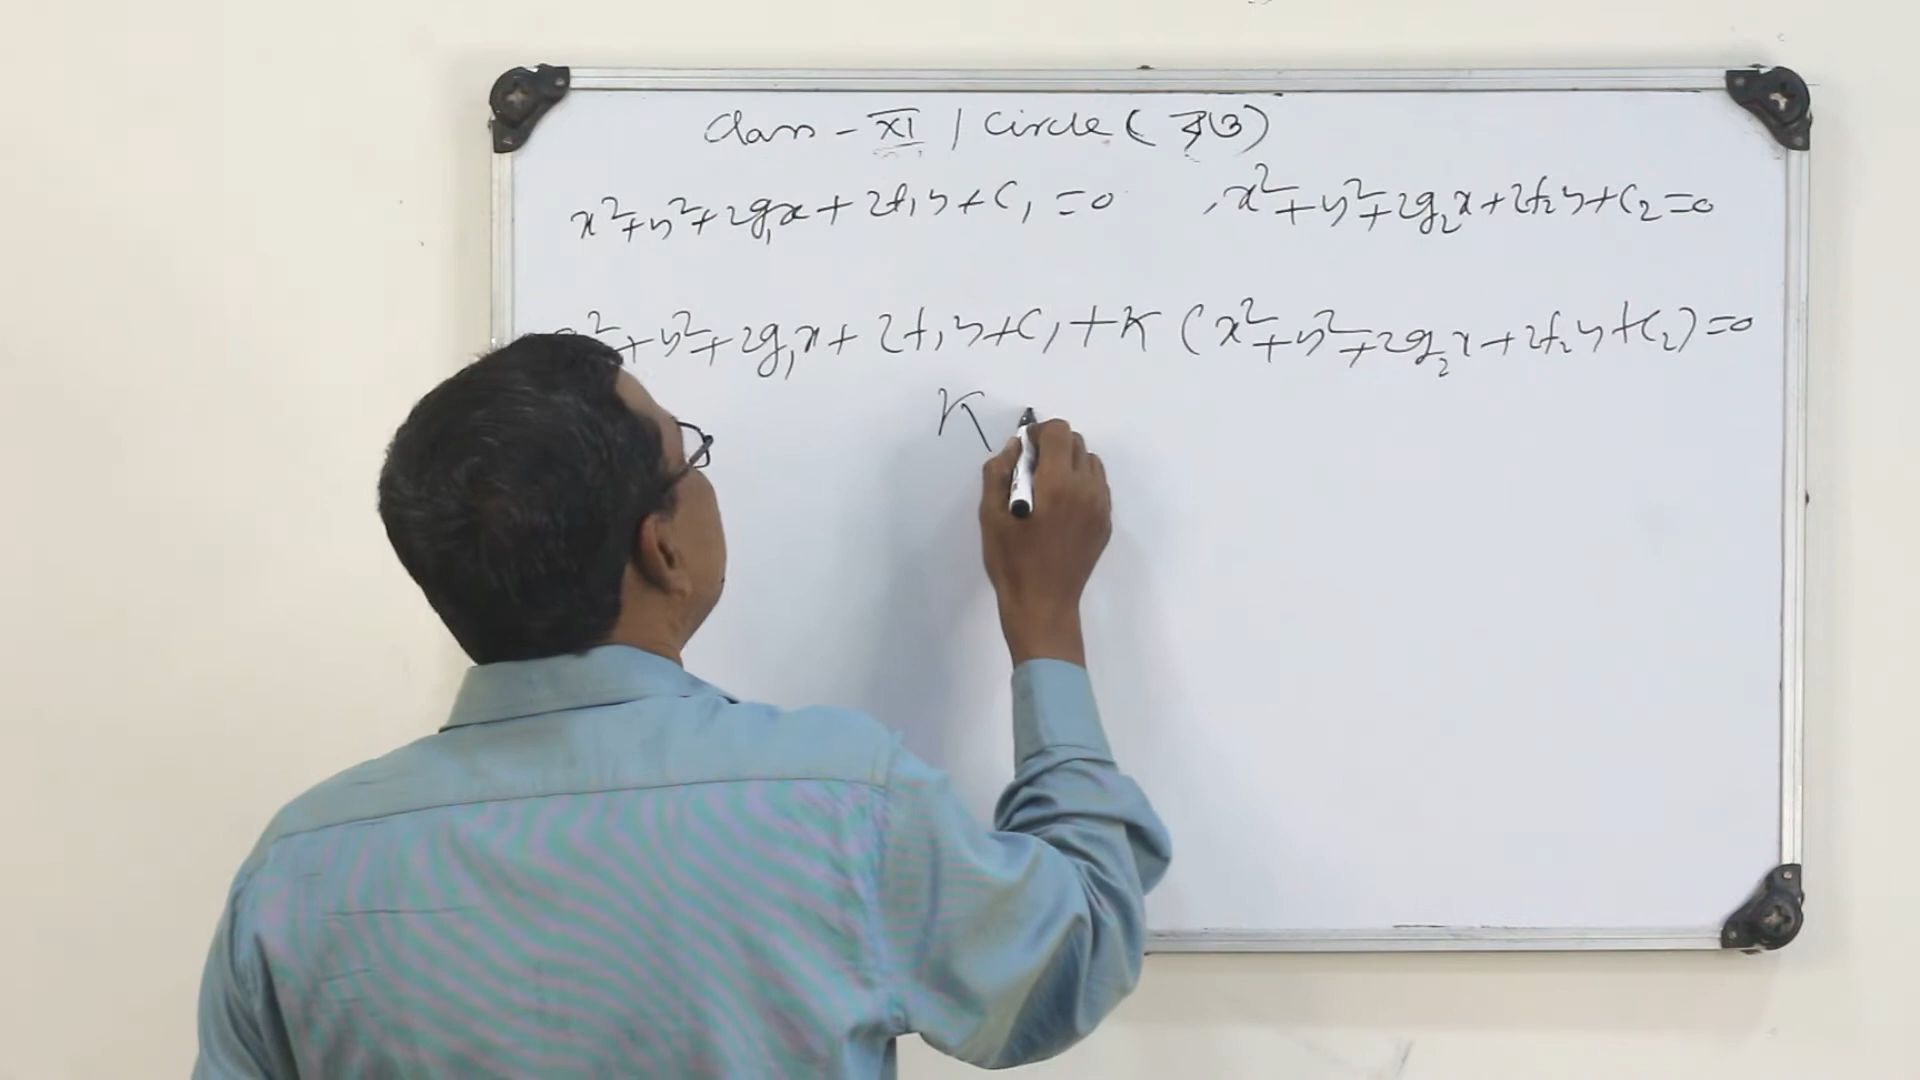 Class - XI / Circle (বৃত্ত)
x²+y²+2g₁x+2f₁y+c₁=0 , x²+y²+2g₂x+2f₂y+c₂=0
x²+y²+2g₁x+2f₁y+c₁+K(x²+y²+2g₂x+2f₂y+c₂)=0
K